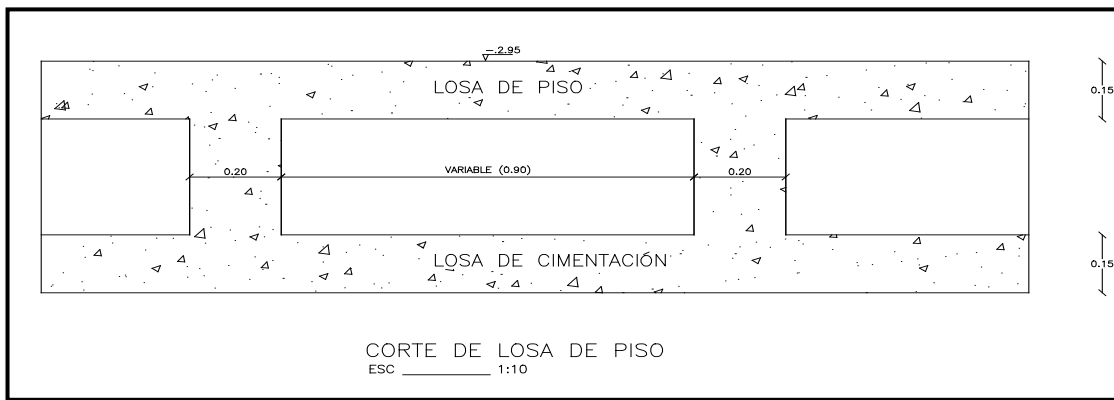 -.2.95
LOSA DE PISO
0.15
0.20
VARIABLE (0.90)
0.20
LOSA DE CIMENTACIÓN
0.15
CORTE DE LOSA DE PISO
ESC 1:10